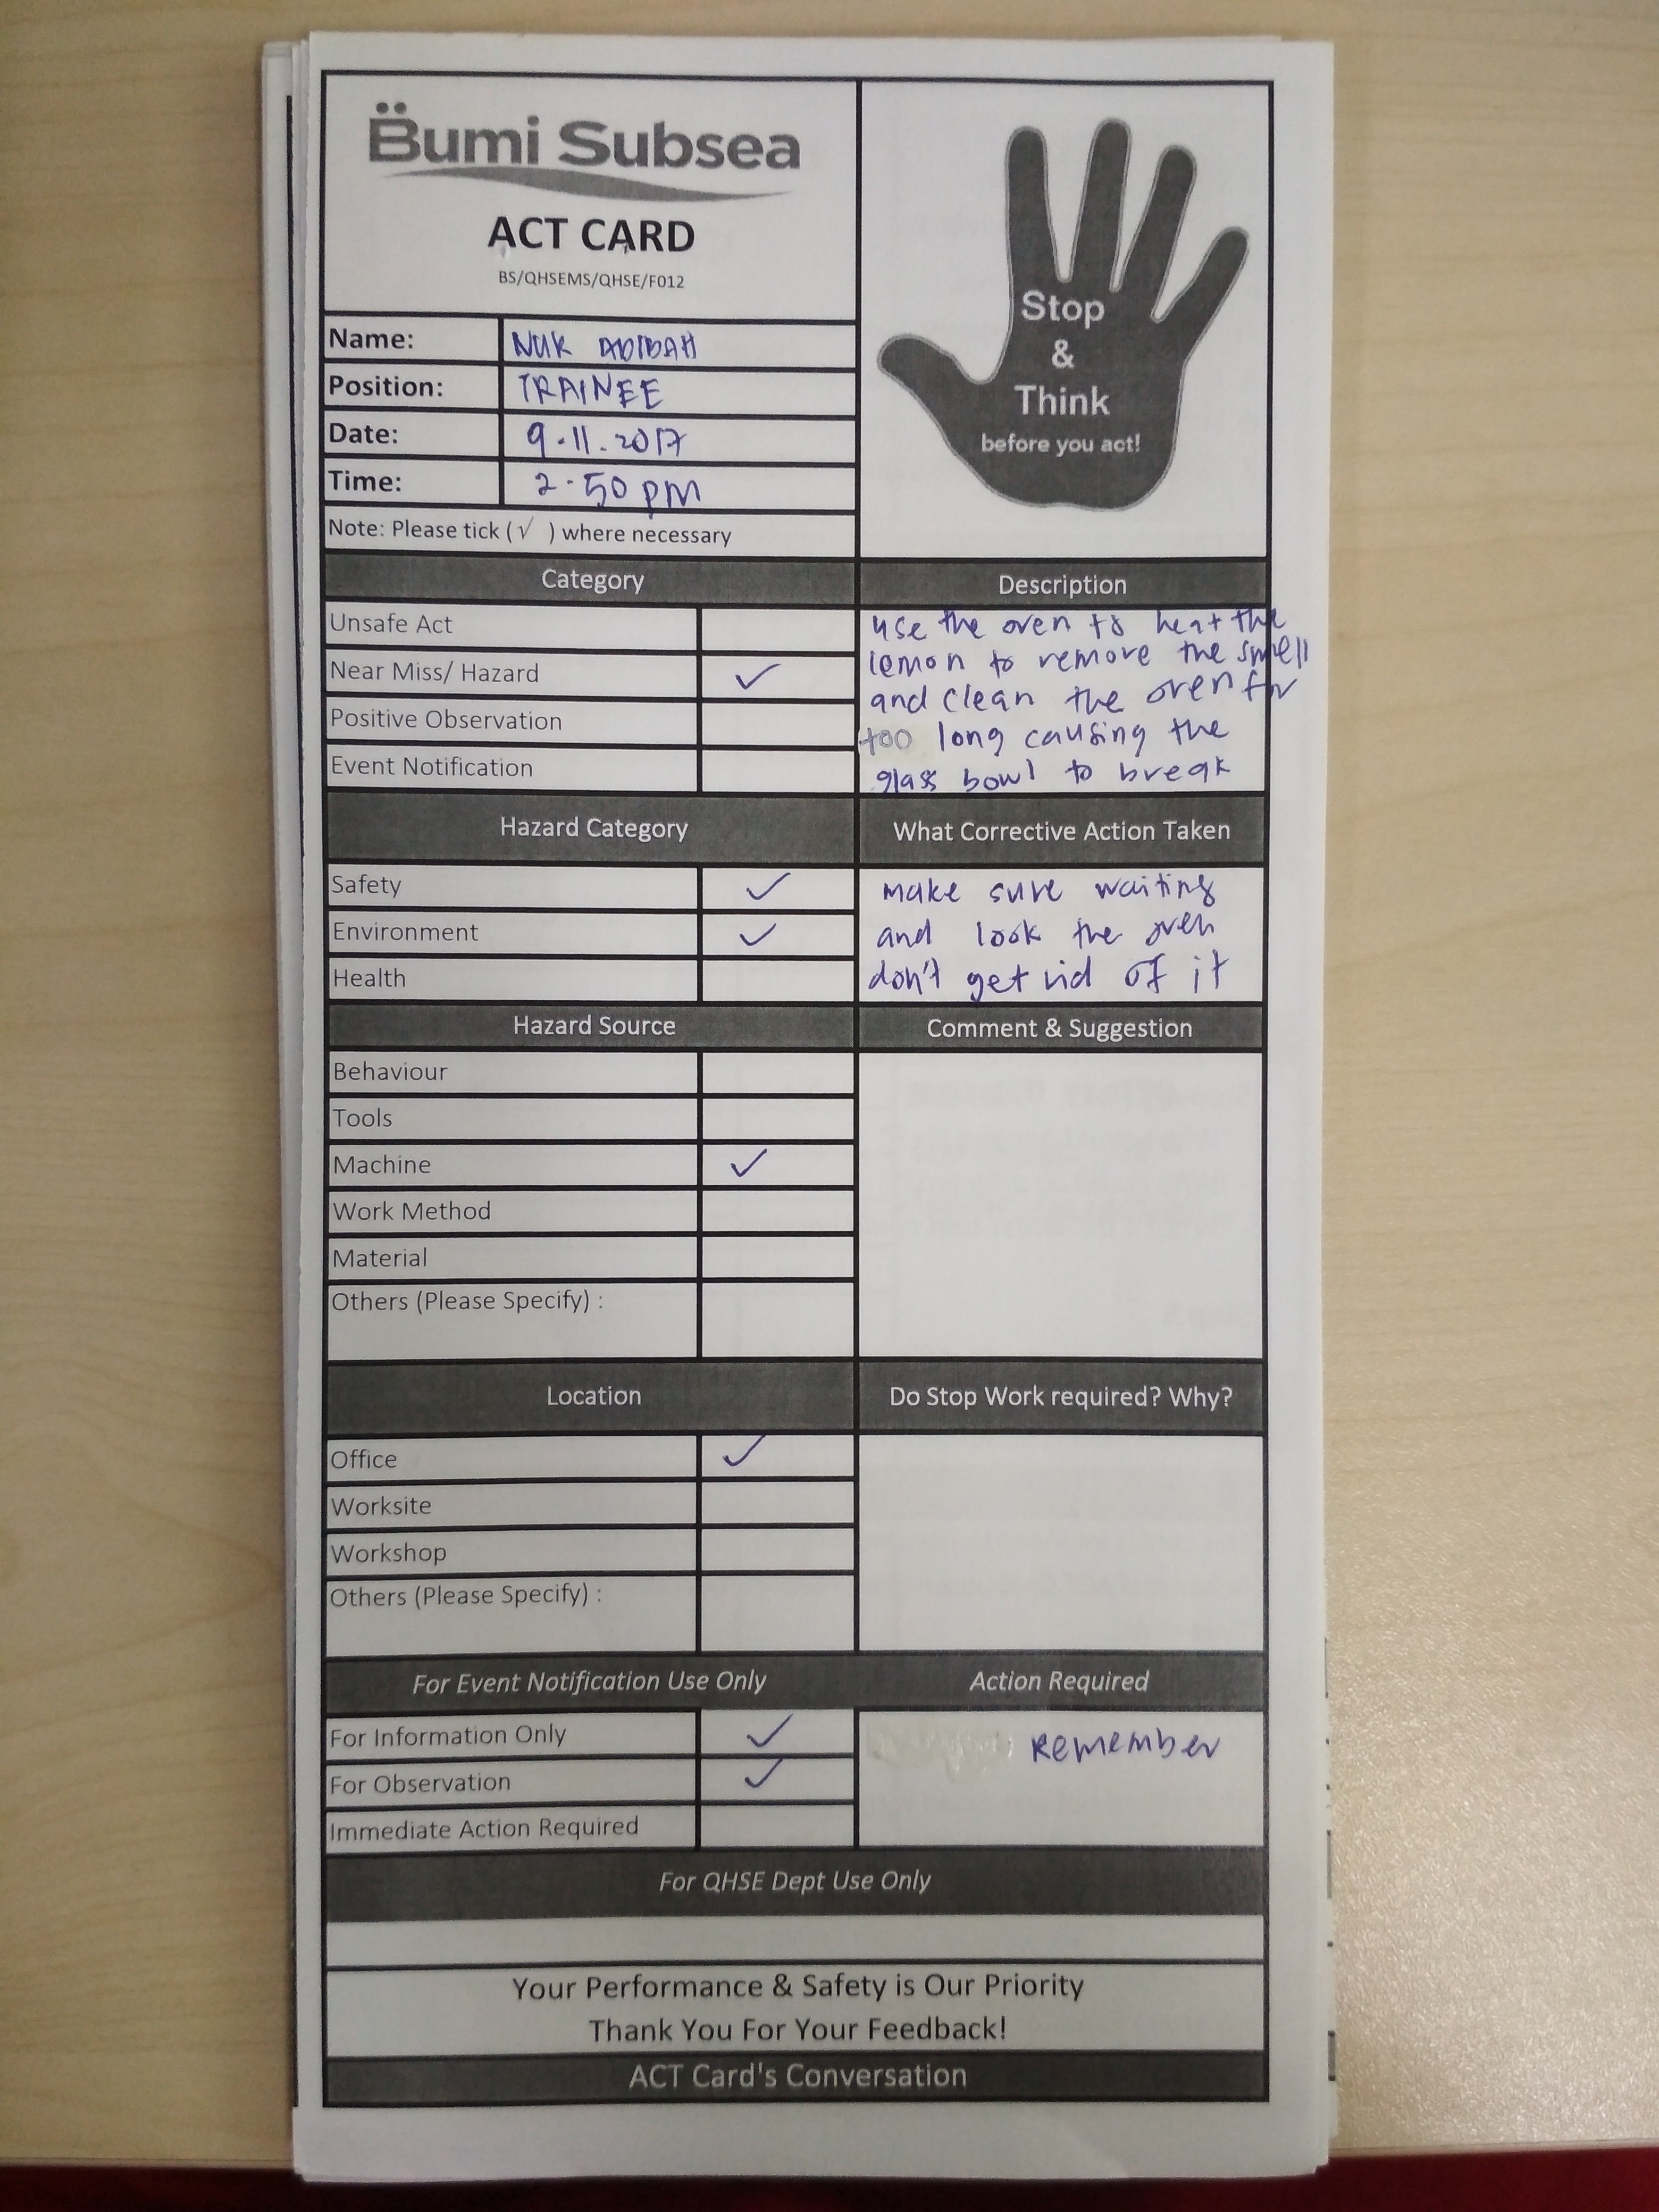 Bumi Subsea
ACT CARD
BS/QHSEMS/QHSE/F012
Stop
&
Think
before you act!
Name: NUR ADIBAH
Position: TRAINEE
Date: 9.11.2017
Time: 2.50 pm
Note: Please tick (√ ) where necessary
Category
Unsafe Act
Near Miss/ Hazard ✓
Positive Observation
Event Notification
Description
use the oven to heat the
lemon to remove the smell
and clean the oven for
too long causing the
glass bowl to break
Hazard Category
Safety ✓
Environment ✓
Health
What Corrective Action Taken
make sure waiting
and look the oven
don't get rid of it
Hazard Source
Behaviour
Tools
Machine ✓
Work Method
Material
Others (Please Specify) :
Comment & Suggestion
Location
Office ✓
Worksite
Workshop
Others (Please Specify) :
Do Stop Work required? Why?
For Event Notification Use Only
For Information Only ✓
For Observation ✓
Immediate Action Required
Action Required
Remember
For QHSE Dept Use Only
Your Performance & Safety is Our Priority
Thank You For Your Feedback!
ACT Card's Conversation